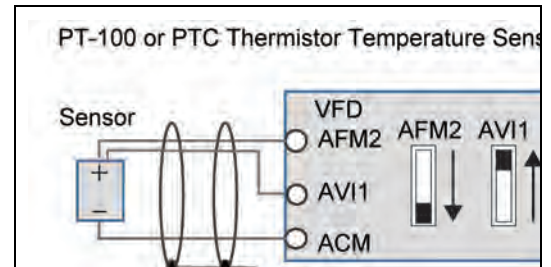 PT-100 or PTC Thermistor Temperature Sens
Sensor
VFD
AFM2 AFM2 AVI1
+
AVI1
–
ACM